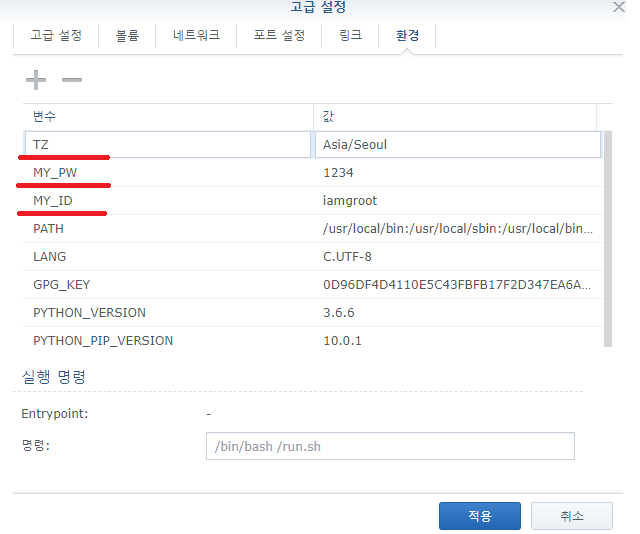 고급 설정
고급 설정 볼륨 네트워크 포트 설정 링크 환경
변수 값
TZ Asia/Seoul
MY_PW 1234
MY_ID iamgroot
PATH /usr/local/bin:/usr/local/sbin:/usr/local/bin...
LANG C.UTF-8
GPG_KEY 0D96DF4D4110E5C43FBFB17F2D347EA6A...
PYTHON_VERSION 3.6.6
PYTHON_PIP_VERSION 10.0.1
실행 명령
Entrypoint: -
명령: /bin/bash /run.sh
적용 취소